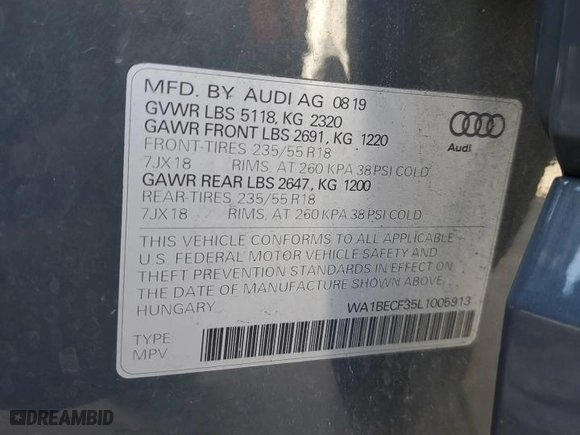 MFD. BY AUDI AG 08 19
GVWR LBS 5118, KG 2320
GAWR FRONT LBS 2691, KG 1220
FRONT-TIRES 235/55 R18
7JX18 RIMS, AT 260 KPA 38 PSI COLD
GAWR REAR LBS 2647, KG 1200
REAR-TIRES 235/55 R18
7JX18 RIMS, AT 260 KPA 38 PSI COLD
Audi
THIS VEHICLE CONFORMS TO ALL APPLICABLE
U.S. FEDERAL MOTOR VEHICLE SAFETY AND
THEFT PREVENTION STANDARDS IN EFFECT ON
THE DATE OF MANUFACTURE SHOWN ABOVE.
HUNGARY
WA1BECF35L1005913
TYPE
MPV
DREAMBID